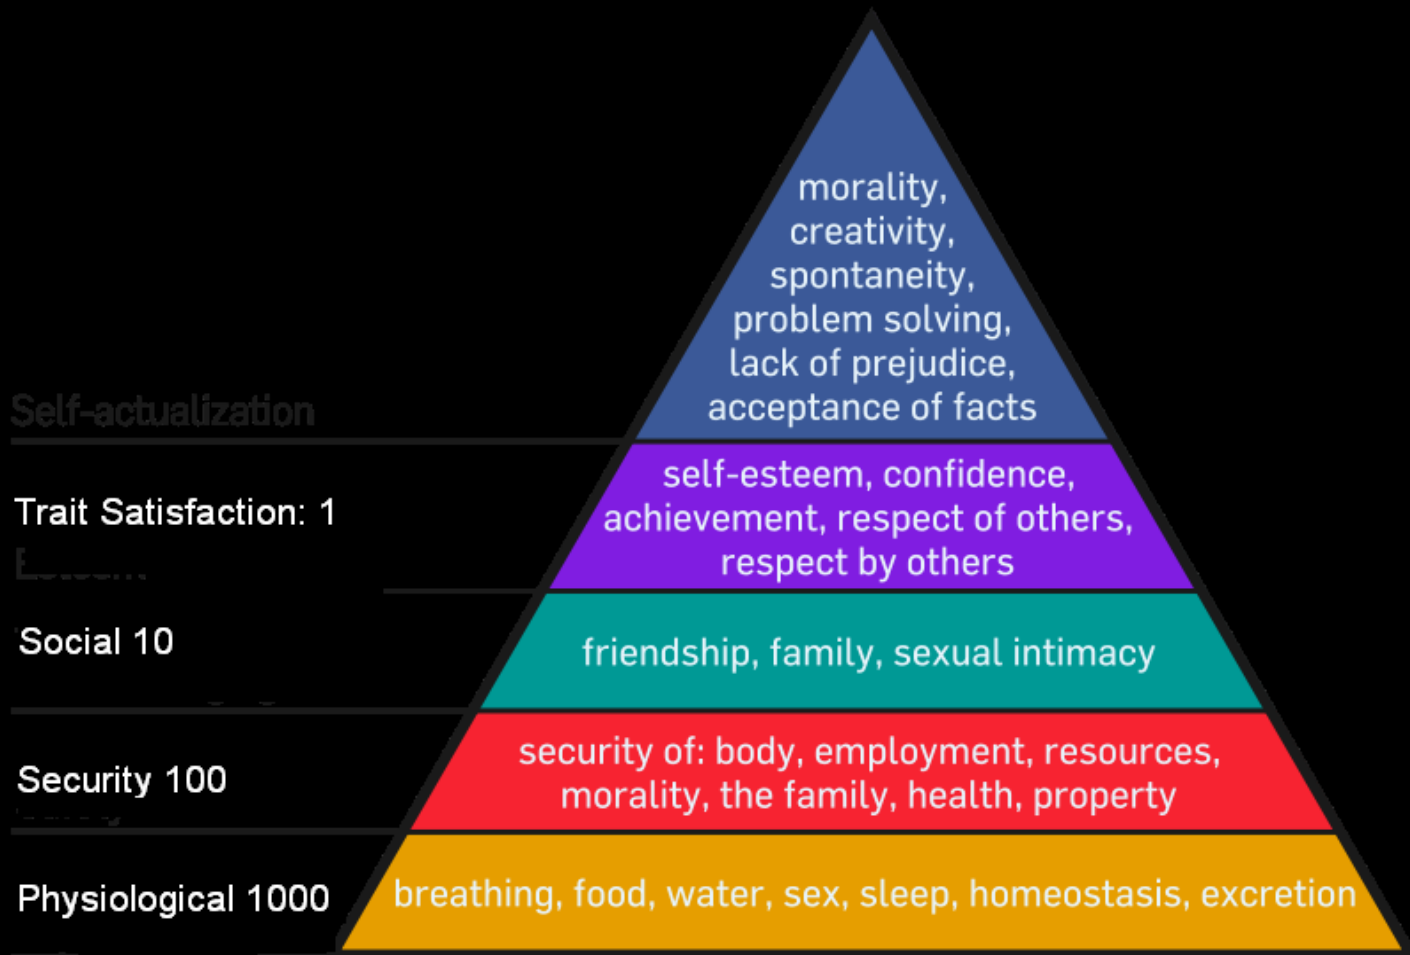 morality,
creativity,
spontaneity,
problem solving,
lack of prejudice,
acceptance of facts
Self-actualization
self-esteem, confidence,
achievement, respect of others,
respect by others
Trait Satisfaction: 1
friendship, family, sexual intimacy
Social 10
security of: body, employment, resources,
morality, the family, health, property
Security 100
breathing, food, water, sex, sleep, homeostasis, excretion
Physiological 1000